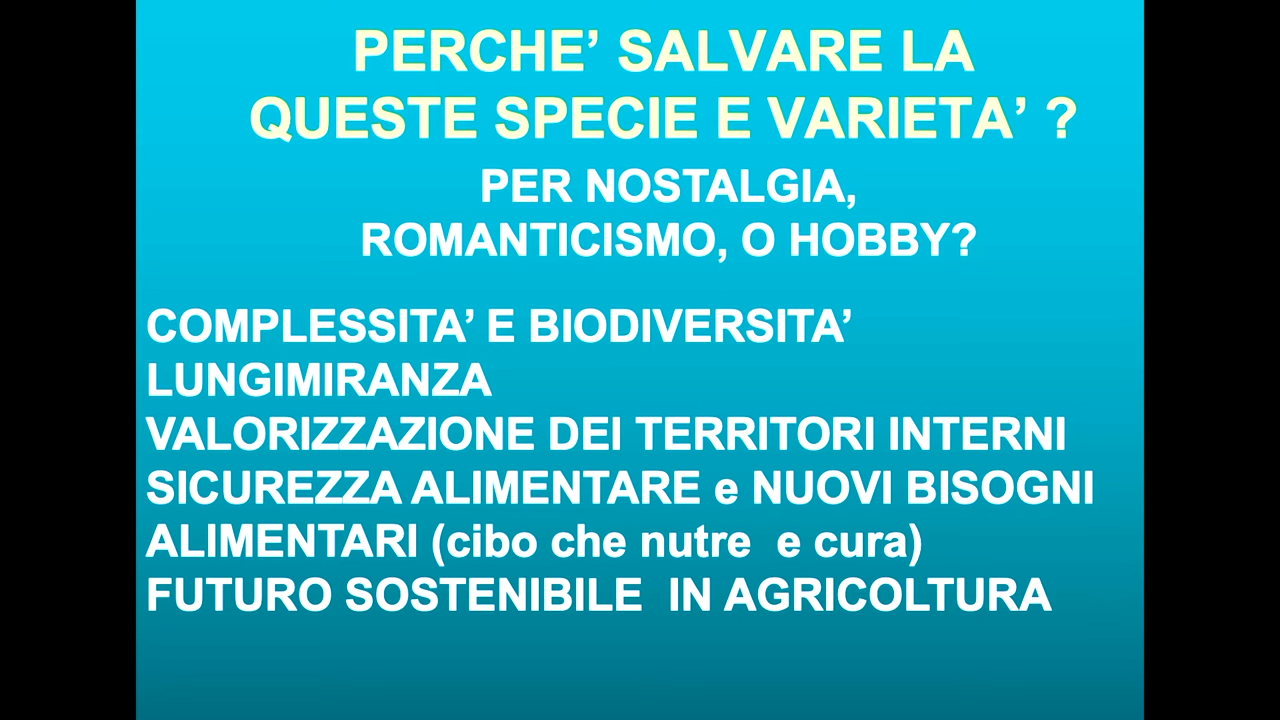 PERCHE’ SALVARE LA
QUESTE SPECIE E VARIETA’ ?
PER NOSTALGIA,
ROMANTICISMO, O HOBBY?
COMPLESSITA’ E BIODIVERSITA’
LUNGIMIRANZA
VALORIZZAZIONE DEI TERRITORI INTERNI
SICUREZZA ALIMENTARE e NUOVI BISOGNI
ALIMENTARI (cibo che nutre  e cura)
FUTURO SOSTENIBILE  IN AGRICOLTURA